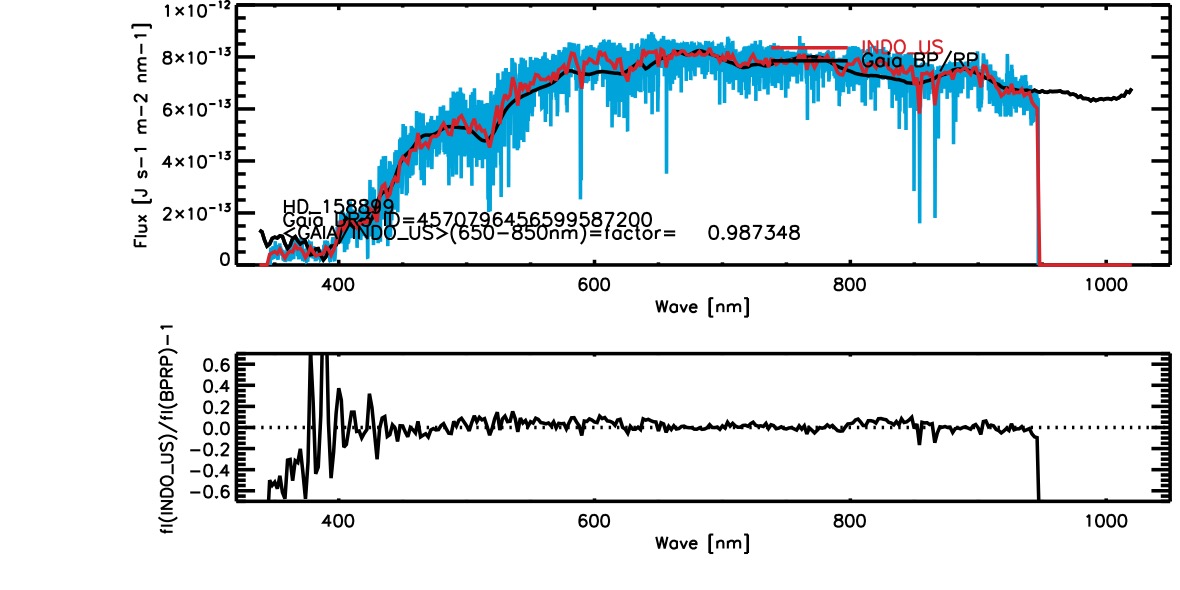 1×10-12
8×10-13
6×10-13
4×10-13
2×10-13
0
Flux [J s-1 m-2 nm-1]
INDO_US
Gaia BP/RP
HD_158899
Gaia DR3 ID=4570796456599587200
<GAIA/INDO_US>(650-850nm)=factor= 0.987348
400 600 800 1000
Wave [nm]
fl(INDO_US)/fl(BPRP)-1
0.6
0.4
0.2
0.0
-0.2
-0.4
-0.6
400 600 800 1000
Wave [nm]